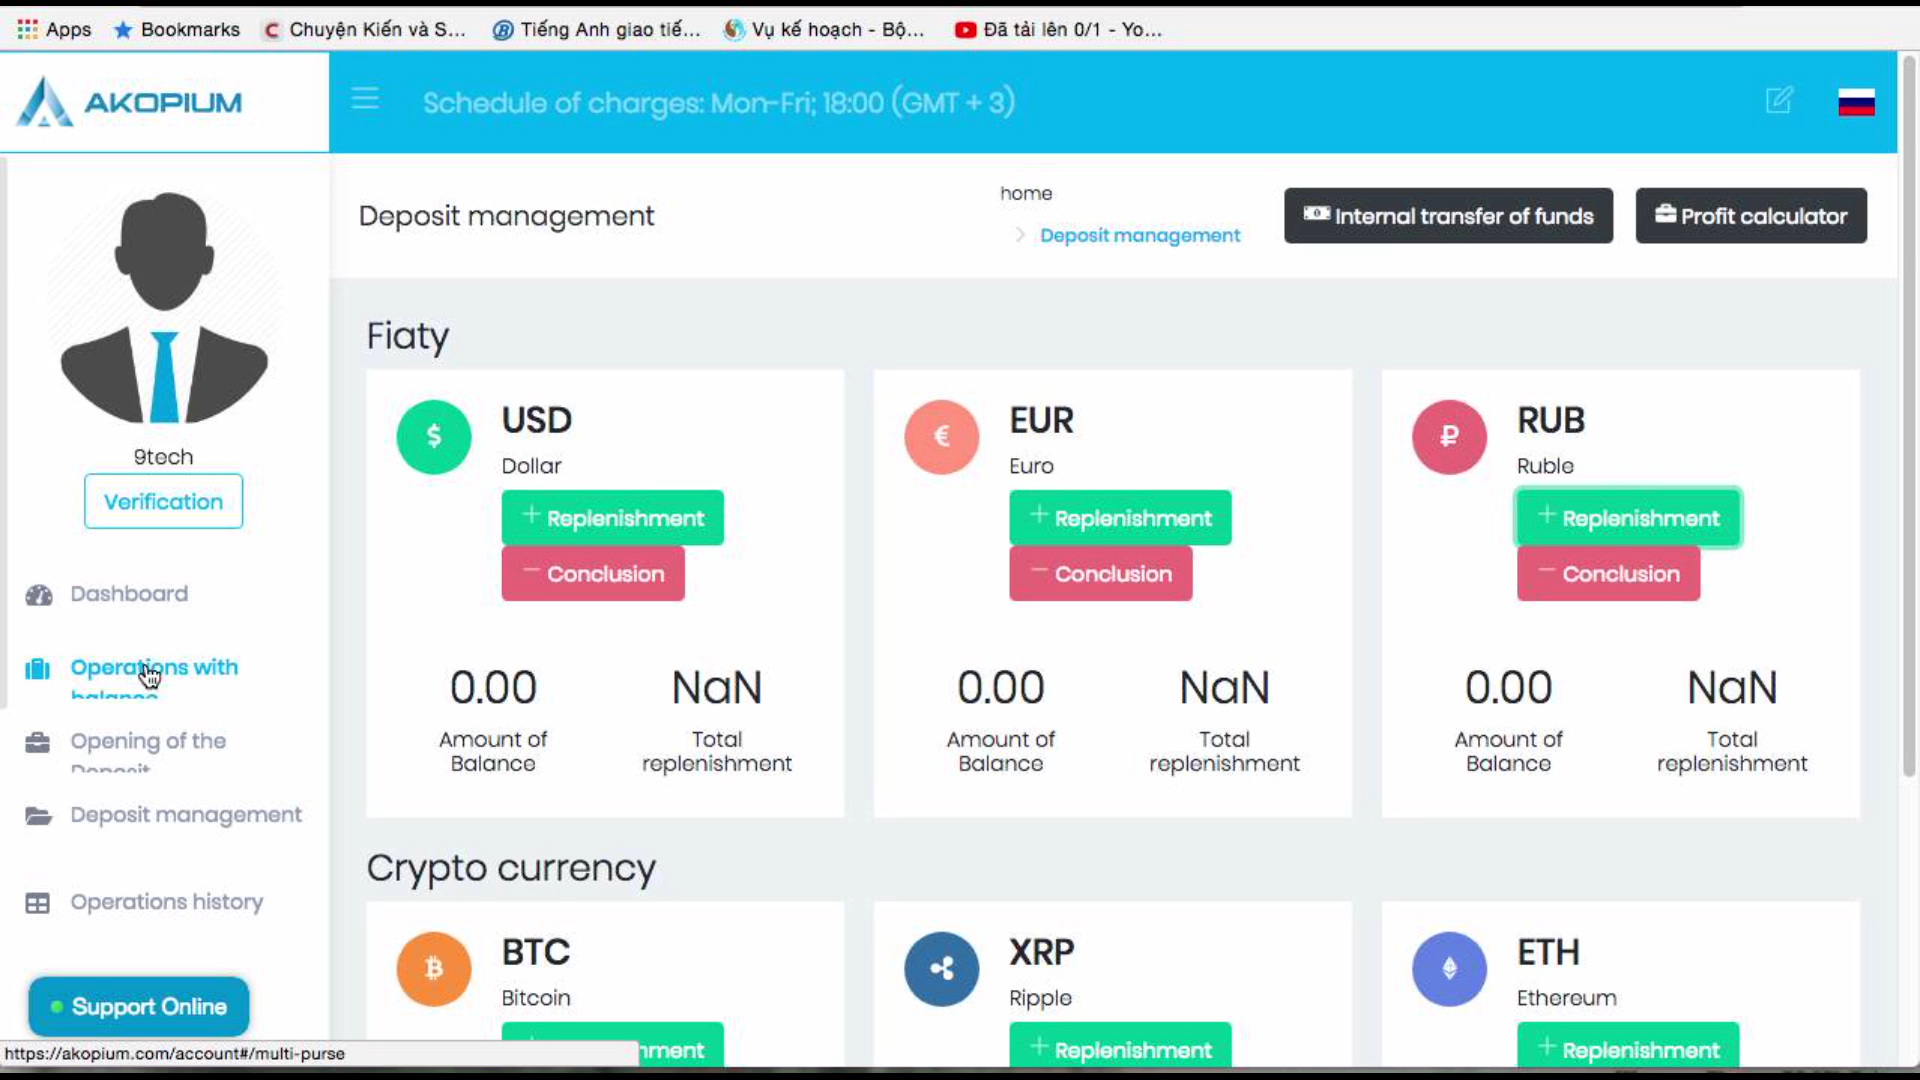 Apps
Bookmarks
Chuyện Kiến và S...
Tiếng Anh giao tiế...
Vụ kế hoạch - Bộ...
Đã tải lên 0/1 - Yo...
AKOPIUM
Schedule of charges: Mon-Fri; 18:00 (GMT + 3)
Deposit management
home
Deposit management
Internal transfer of funds
Profit calculator
9tech
Verification
Dashboard
Operations with
balance
Opening of the
Deposit
Deposit management
Operations history
Support Online
Fiaty
USD
Dollar
+ Replenishment
− Conclusion
0.00
Amount of
Balance
NaN
Total
replenishment
EUR
Euro
+ Replenishment
− Conclusion
0.00
Amount of
Balance
NaN
Total
replenishment
RUB
Ruble
+ Replenishment
− Conclusion
0.00
Amount of
Balance
NaN
Total
replenishment
Crypto currency
BTC
Bitcoin
XRP
Ripple
+ Replenishment
ETH
Ethereum
+ Replenishment
https://akopium.com/account#/multi-purse